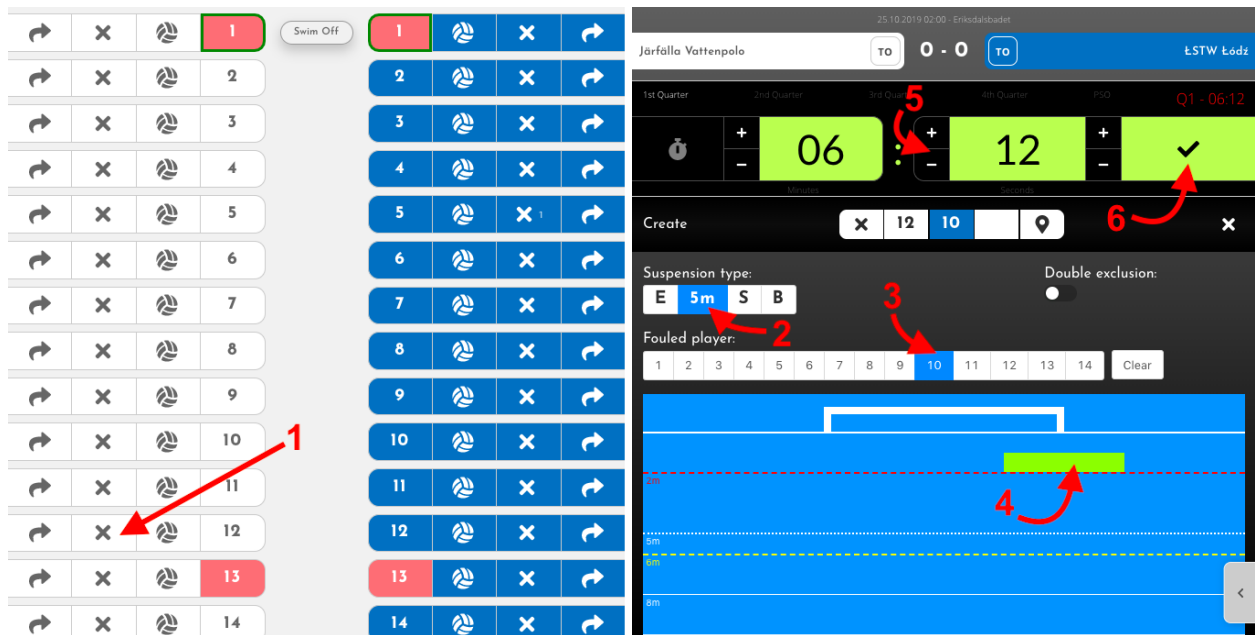 1 Swim Off 1
2 2
3 3
4 4
5 5 1
6 6
7 7
8 8
9 9
10 10
1
11 11
12 12
13 13
14 14
25.10.2019 02:00 - Eriksdalsbadet
Järfälla Vattenpolo TO 0 - 0 TO ŁSTW Łódź
1st Quarter 2nd Quarter 3rd Quarter 4th Quarter PSO Q1 - 06:12
5
+ 06 : + 12 +
- - -
Minutes Seconds
6
Create 12 10
Suspension type: Double exclusion:
E 5m S B
2 3
Fouled player:
1 2 3 4 5 6 7 8 9 10 11 12 13 14 Clear
2m
4
5m
6m
8m